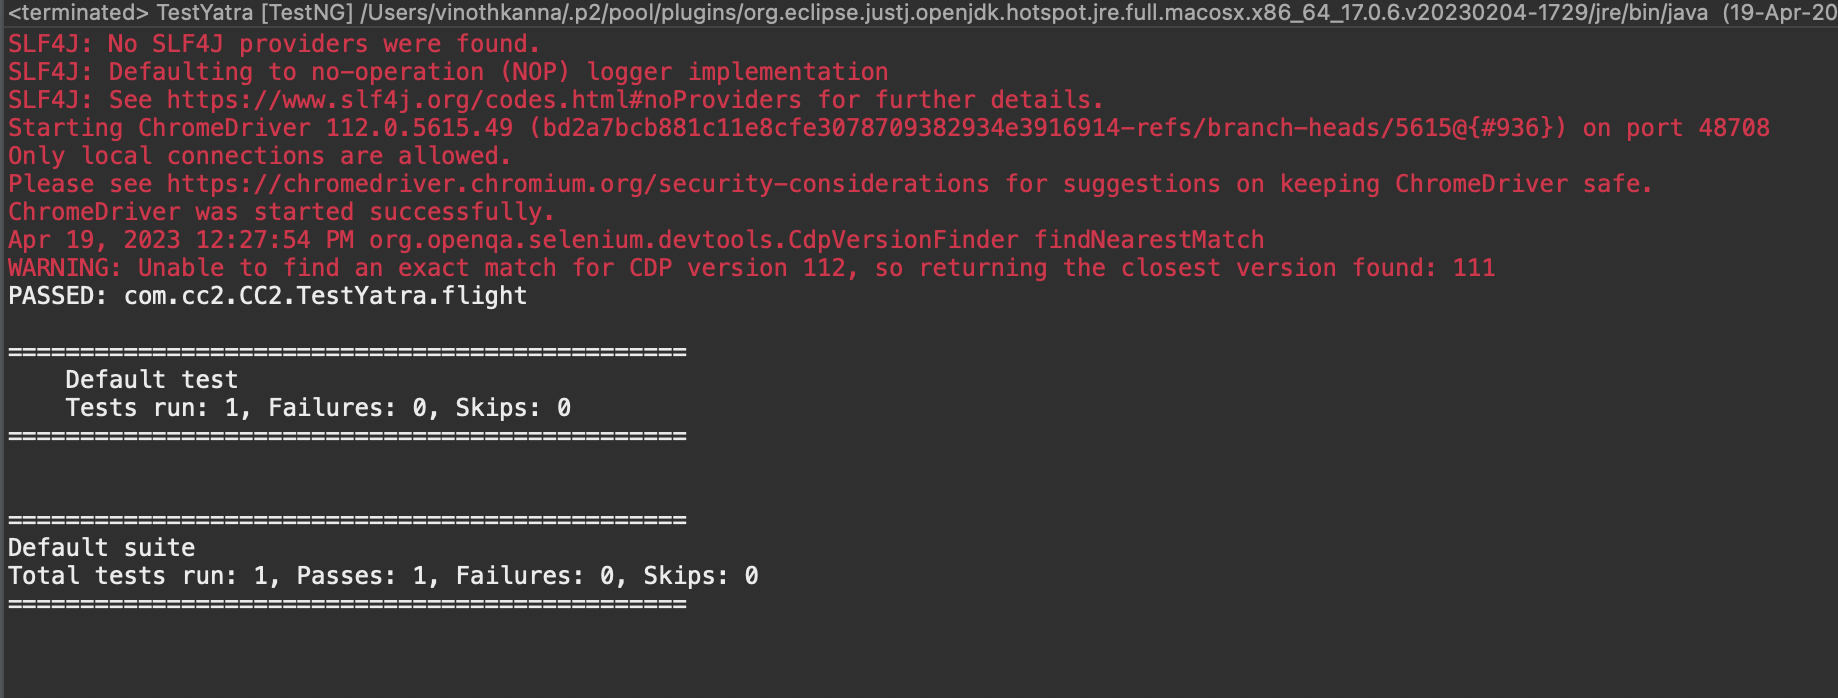 <terminated> TestYatra [TestNG] /Users/vinothkanna/.p2/pool/plugins/org.eclipse.justj.openjdk.hotspot.jre.full.macosx.x86_64_17.0.6.v20230204-1729/jre/bin/java (19-Apr-20
SLF4J: No SLF4J providers were found.
SLF4J: Defaulting to no-operation (NOP) logger implementation
SLF4J: See https://www.slf4j.org/codes.html#noProviders for further details.
Starting ChromeDriver 112.0.5615.49 (bd2a7bcb881c11e8cfe3078709382934e3916914-refs/branch-heads/5615@{#936}) on port 48708
Only local connections are allowed.
Please see https://chromedriver.chromium.org/security-considerations for suggestions on keeping ChromeDriver safe.
ChromeDriver was started successfully.
Apr 19, 2023 12:27:54 PM org.openqa.selenium.devtools.CdpVersionFinder findNearestMatch
WARNING: Unable to find an exact match for CDP version 112, so returning the closest version found: 111
PASSED: com.cc2.CC2.TestYatra.flight
===============================================
Default test
Tests run: 1, Failures: 0, Skips: 0
===============================================
===============================================
Default suite
Total tests run: 1, Passes: 1, Failures: 0, Skips: 0
===============================================